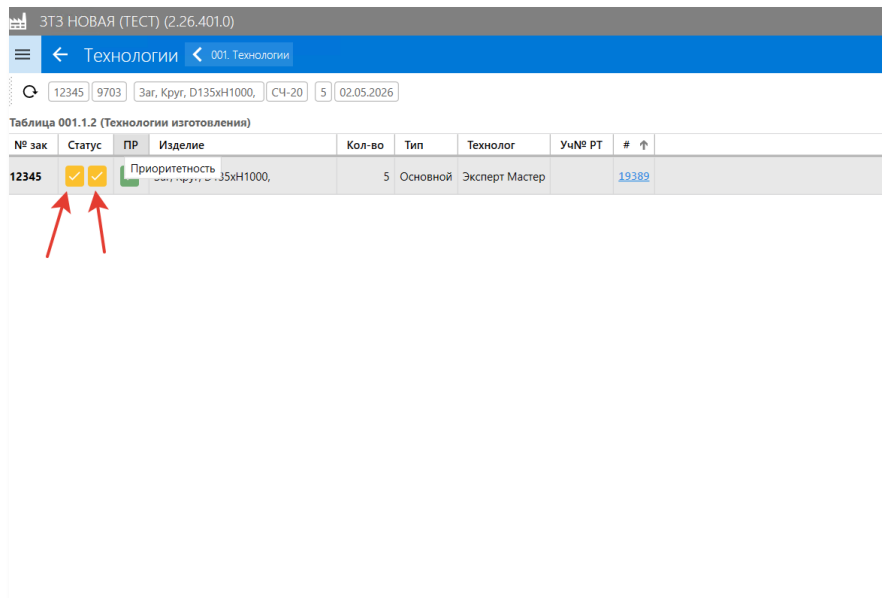 ЗТЗ НОВАЯ (ТЕСТ) (2.26.401.0)
Технологии 001. Технологии
12345 9703 Заг, Круг, D135xH1000, СЧ-20 5 02.05.2026
Таблица 001.1.2 (Технологии изготовления)
№ зак Статус ПР Изделие Кол-во Тип Технолог Уч№ РТ #
Приоритетность
12345 35xH1000, 5 Основной Эксперт Мастер 19389